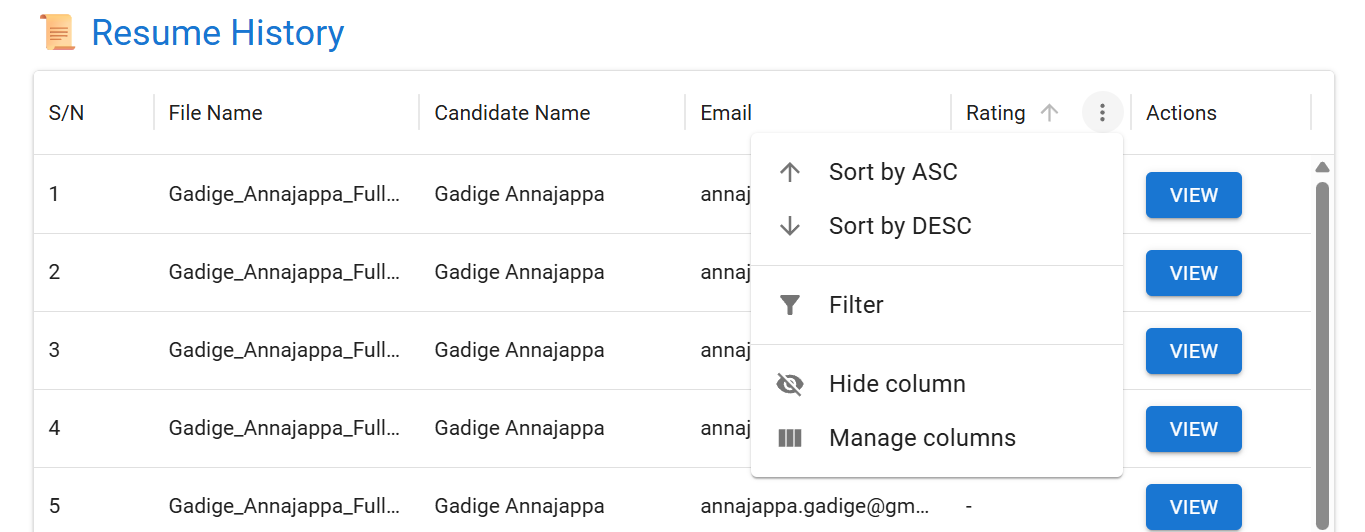 Resume History
S/N File Name Candidate Name Email Rating Actions
Sort by ASC
1 Gadige_Annajappa_Full... Gadige Annajappa annaj VIEW
Sort by DESC
2 Gadige_Annajappa_Full... Gadige Annajappa annaj VIEW
Filter
3 Gadige_Annajappa_Full... Gadige Annajappa annaj VIEW
Hide column
4 Gadige_Annajappa_Full... Gadige Annajappa annaj VIEW
Manage columns
5 Gadige_Annajappa_Full... Gadige Annajappa annajappa.gadige@gm... - VIEW